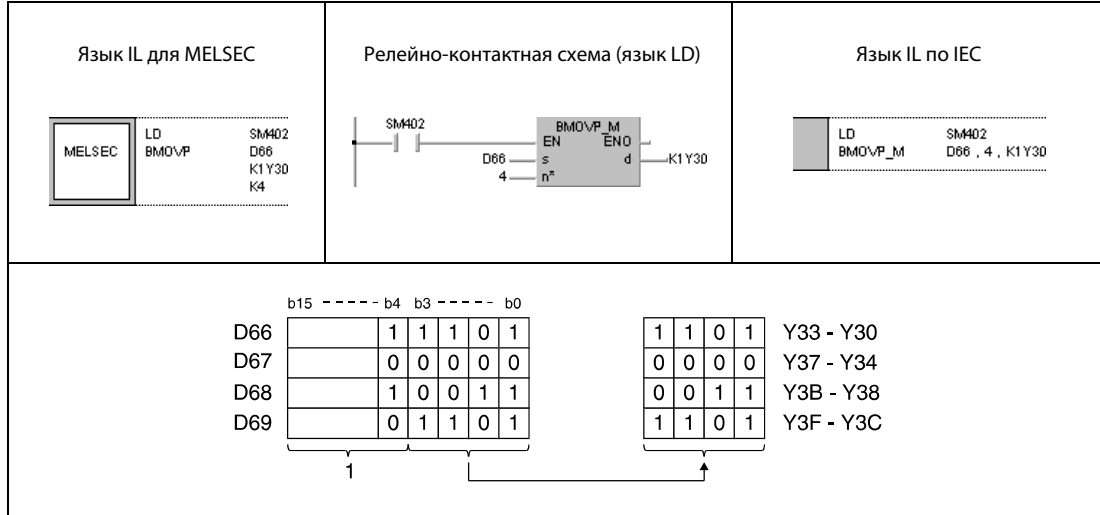 Язык IL для MELSEC
Релейно-контактная схема (язык LD)
Язык IL по IEC
MELSEC
LD SM402
BMOVP D66
K1Y30
K4
SM402
BMOVP_M
EN ENO
D66 s d K1Y30
4 n*
LD SM402
BMOVP_M D66 , 4 , K1Y30
b15 - - - - - b4 b3 - - - - - b0
D66 1 1 1 0 1 1 1 0 1 Y33 - Y30
D67 0 0 0 0 0 0 0 0 0 Y37 - Y34
D68 1 0 0 1 1 0 0 1 1 Y3B - Y38
D69 0 1 1 0 1 1 1 0 1 Y3F - Y3C
1